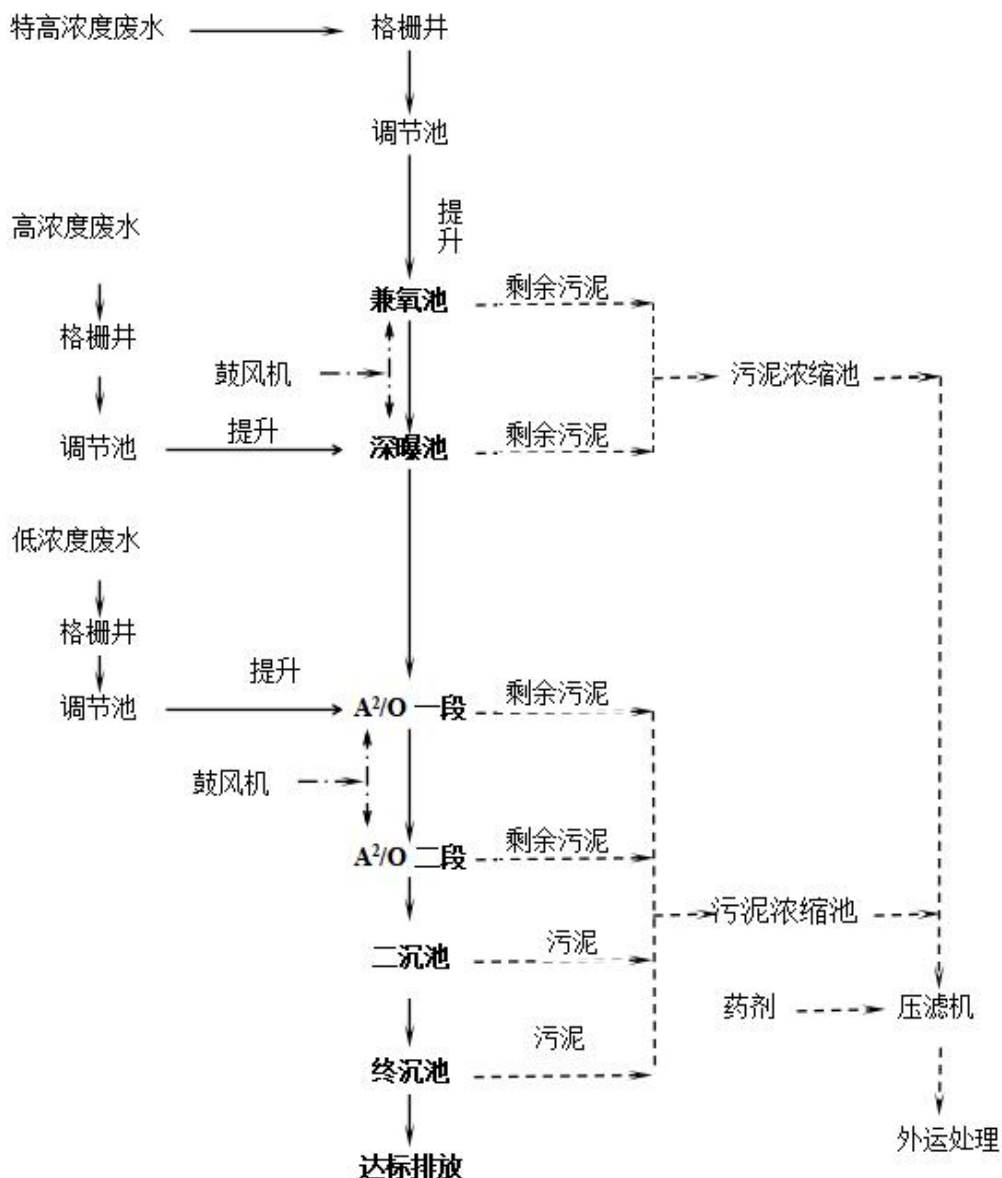 特高浓度废水
格栅井
调节池
提升
高浓度废水
兼氧池
剩余污泥
格栅井
鼓风机
污泥浓缩池
调节池
提升
深曝池
剩余污泥
低浓度废水
格栅井
提升
调节池
A²/O 一段
剩余污泥
鼓风机
A²/O 二段
剩余污泥
污泥浓缩池
二沉池
污泥
药剂
压滤机
终沉池
污泥
外运处理
达标排放